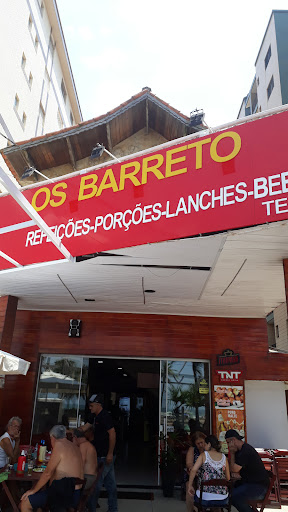 OS BARRETO
REFEIÇÕES-PORÇÕES-LANCHES-BEB
TE
TNT